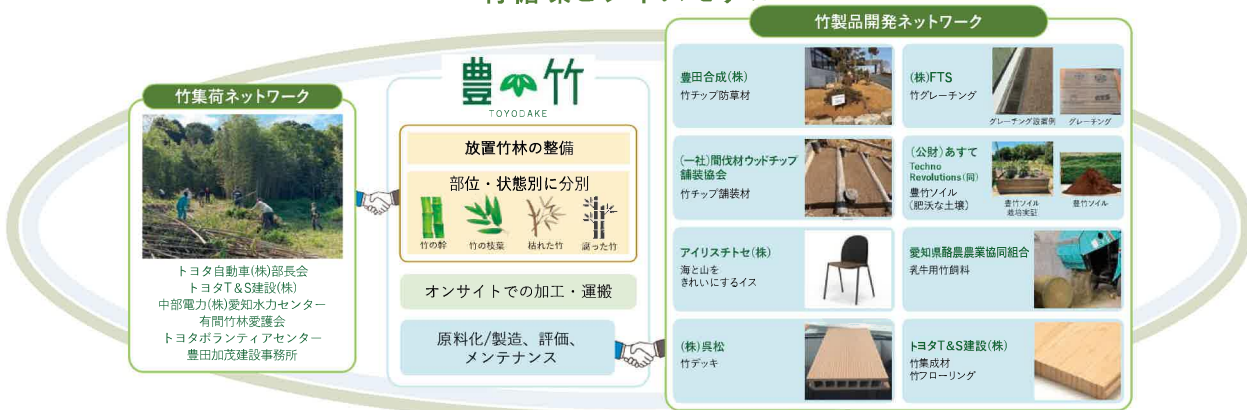 竹集荷ネットワーク
トヨタ自動車(株)部長会
トヨタT&S建設(株)
中部電力(株)愛知水力センター
有間竹林愛護会
トヨタボランティアセンター
豊田加茂建設事務所
豊竹
TOYODAKE
放置竹林の整備
部位・状態別に分別
竹の幹
竹の枝葉
枯れた竹
腐った竹
オンサイトでの加工・運搬
原料化/製造、評価、
メンテナンス
竹製品開発ネットワーク
豊田合成(株)
竹チップ防草材
(株)FTS
竹グレーチング
グレーチング設置例
グレーチング
(一社)間伐材ウッドチップ
舗装協会
竹チップ舗装材
(公財)あすて
Techno
Revolutions(同)
豊竹ソイル
(肥沃な土壌)
豊竹ソイル
栽培実証
豊竹ソイル
アイリスチトセ(株)
海と山を
きれいにするイス
愛知県酪農農業協同組合
乳牛用竹飼料
(株)呉松
竹デッキ
トヨタT&S建設(株)
竹集成材
竹フローリング